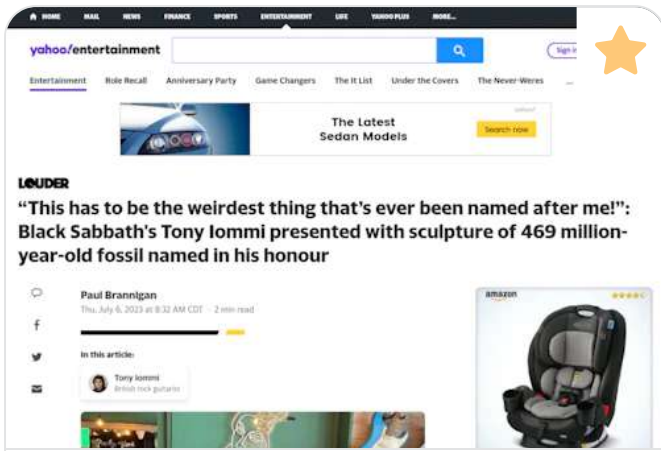 HOME MAIL NEWS FINANCE SPORTS ENTERTAINMENT LIFE YAHOO PLUS MORE...
yahoo/entertainment
Sign in
Entertainment Role Recall Anniversary Party Game Changers The It List Under the Covers The Never-Weres ...
The Latest
Sedan Models
Search now
LOUDER
“This has to be the weirdest thing that’s ever been named after me!”:
Black Sabbath's Tony Iommi presented with sculpture of 469 million-
year-old fossil named in his honour
Paul Brannigan
Thu, July 6, 2023 at 8:32 AM CDT · 2 min read
In this article:
Tony Iommi
British rock guitarist
amazon